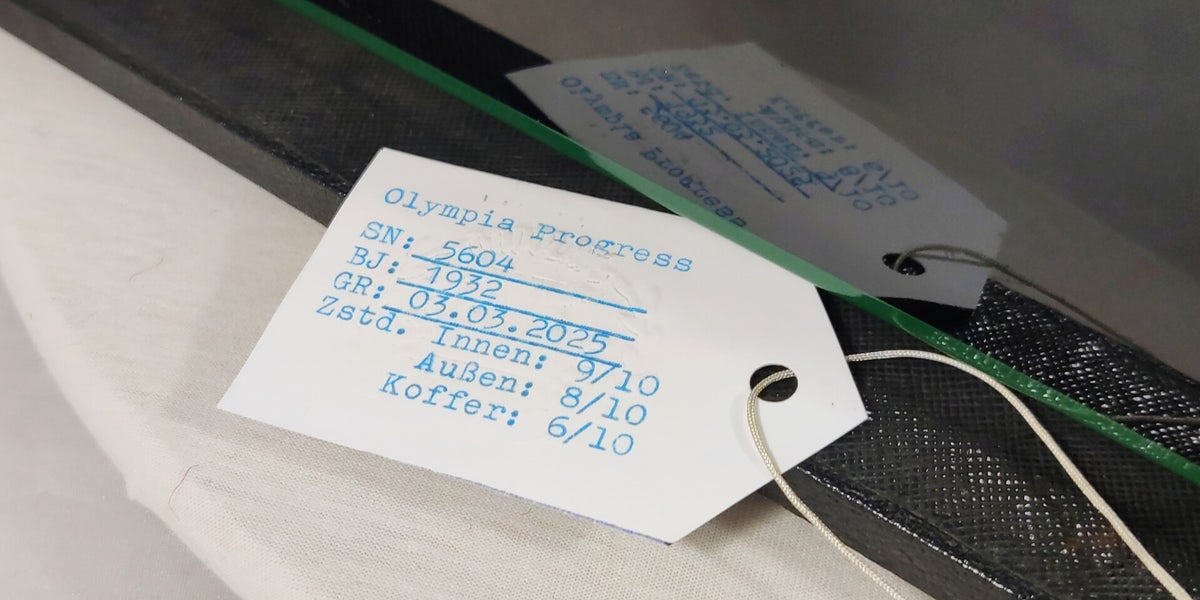 Olympia Progress
SN: 5604
BJ: 1932
GR: 03.03.2025
Zstd. Innen: 9/10
Außen: 8/10
Koffer: 6/10